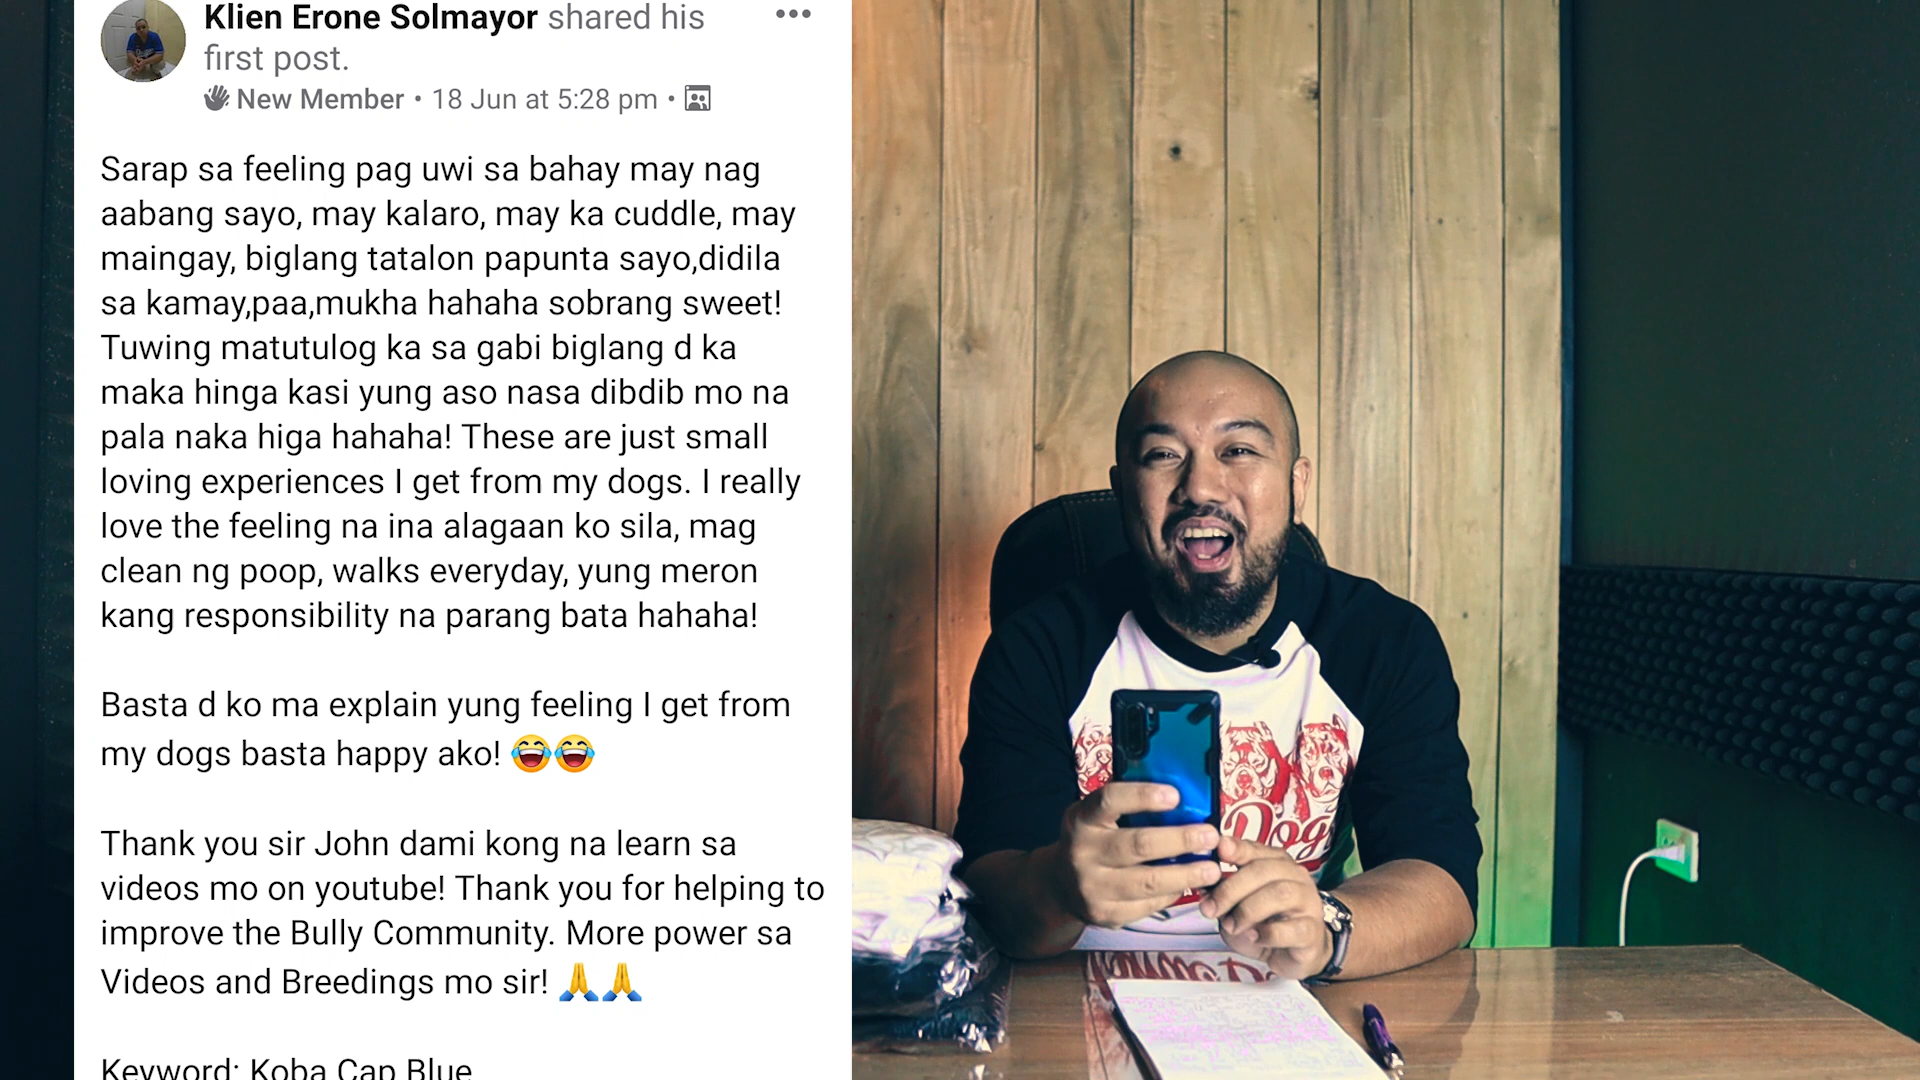 Klien Erone Solmayor shared his
first post.
New Member • 18 Jun at 5:28 pm •
Sarap sa feeling pag uwi sa bahay may nag
aabang sayo, may kalaro, may ka cuddle, may
maingay, biglang tatalon papunta sayo,didila
sa kamay,paa,mukha hahaha sobrang sweet!
Tuwing matutulog ka sa gabi biglang d ka
maka hinga kasi yung aso nasa dibdib mo na
pala naka higa hahaha! These are just small
loving experiences I get from my dogs. I really
love the feeling na ina alagaan ko sila, mag
clean ng poop, walks everyday, yung meron
kang responsibility na parang bata hahaha!
Basta d ko ma explain yung feeling I get from
my dogs basta happy ako! 😂😂
Thank you sir John dami kong na learn sa
videos mo on youtube! Thank you for helping to
improve the Bully Community. More power sa
Videos and Breedings mo sir! 🙏🙏
Keyword: Koba Cap Blue
Dogs